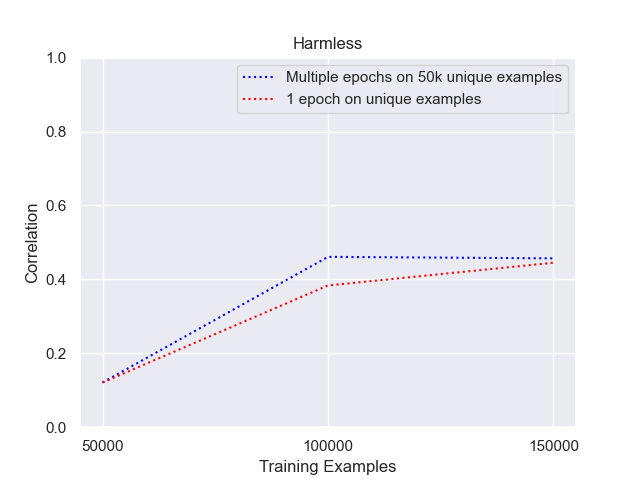 Harmless
1.0
0.8
0.6
0.4
0.2
0.0
Correlation
Multiple epochs on 50k unique examples
1 epoch on unique examples
50000
100000
150000
Training Examples